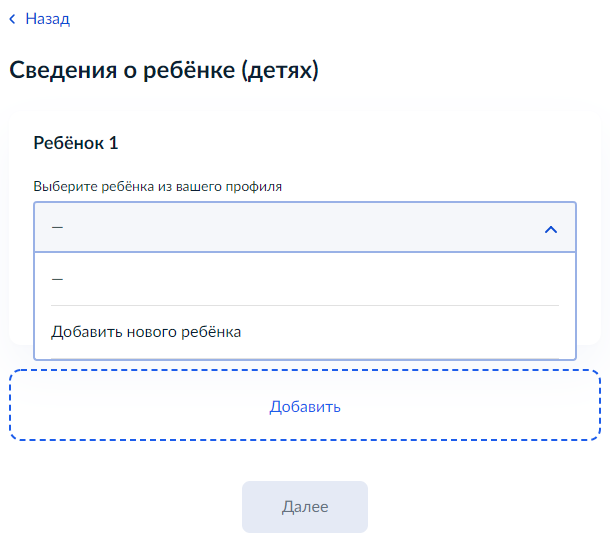 Назад
Сведения о ребёнке (детях)
Ребёнок 1
Выберите ребёнка из вашего профиля
—
—
Добавить нового ребёнка
Добавить
Далее